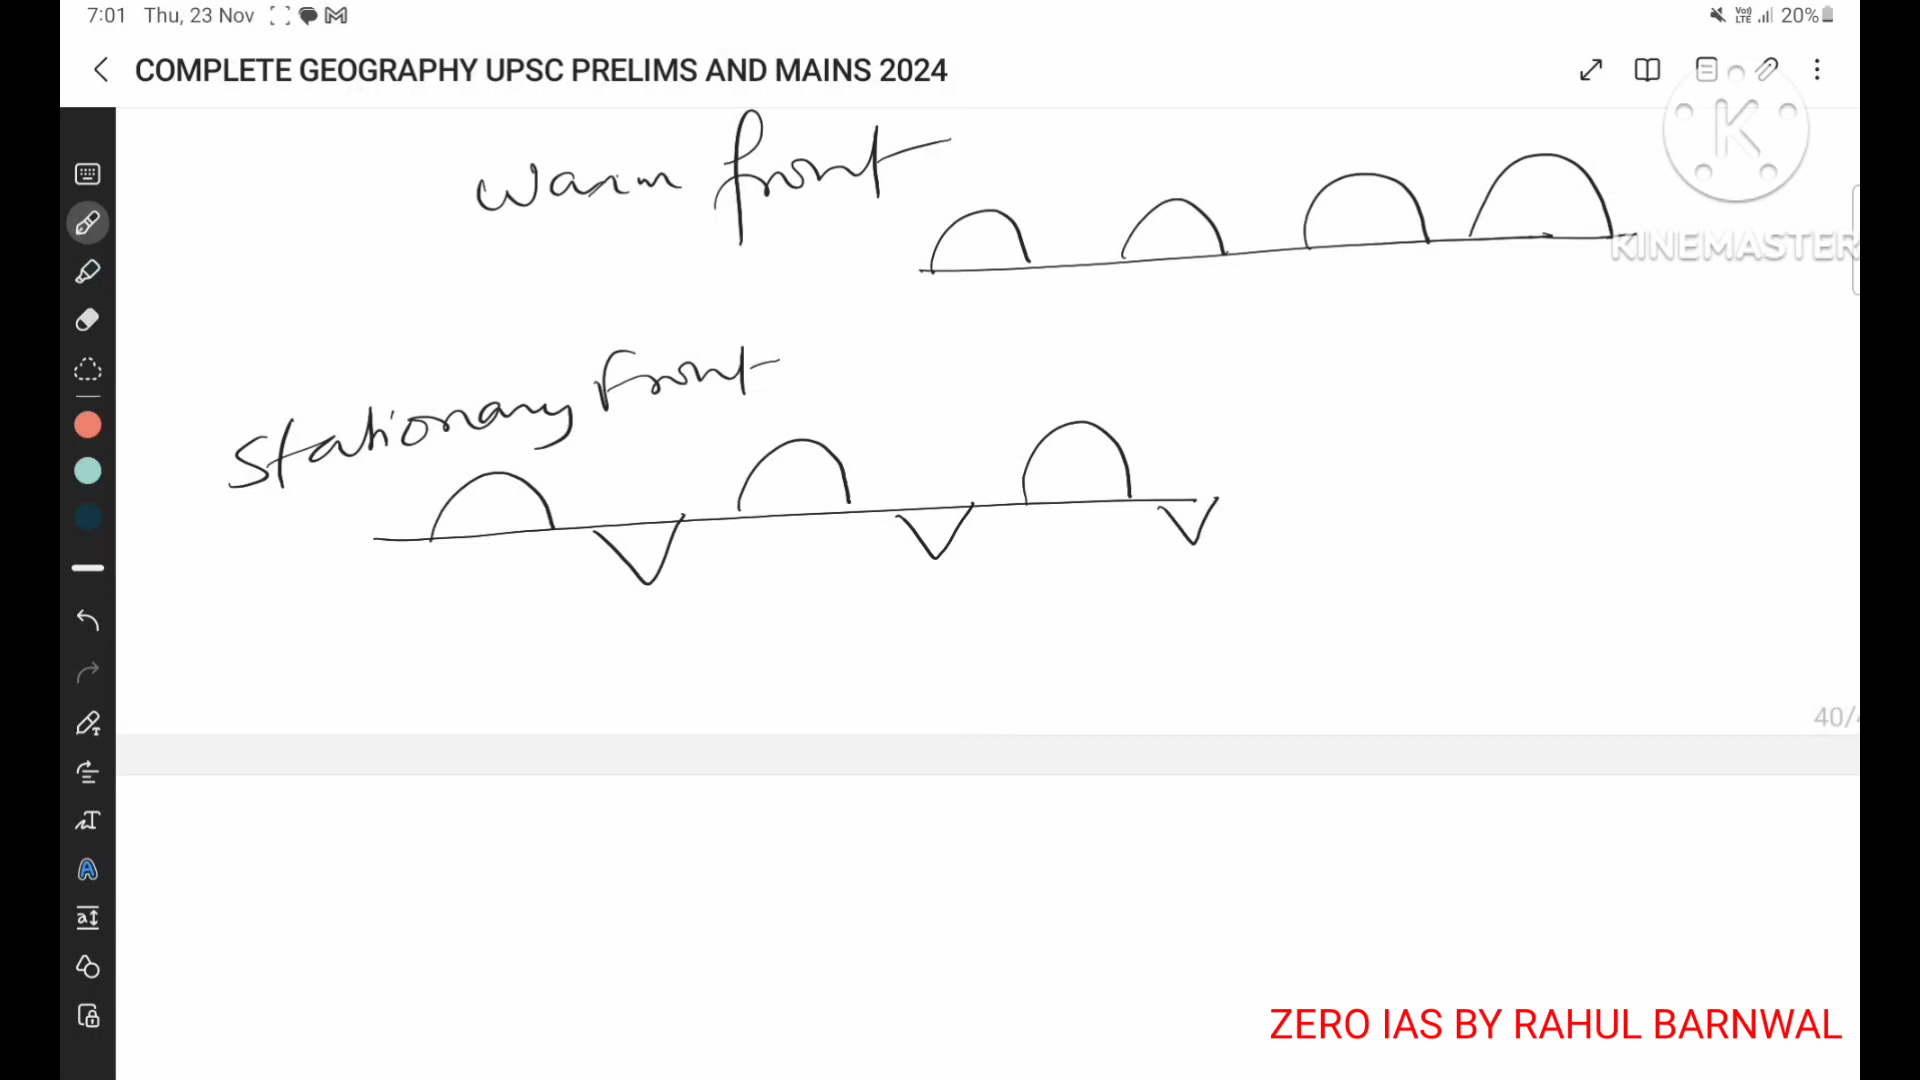 7:01 Thu, 23 Nov 20%
COMPLETE GEOGRAPHY UPSC PRELIMS AND MAINS 2024
K
KINEMASTER
warm front
Stationary Front
40/
ZERO IAS BY RAHUL BARNWAL